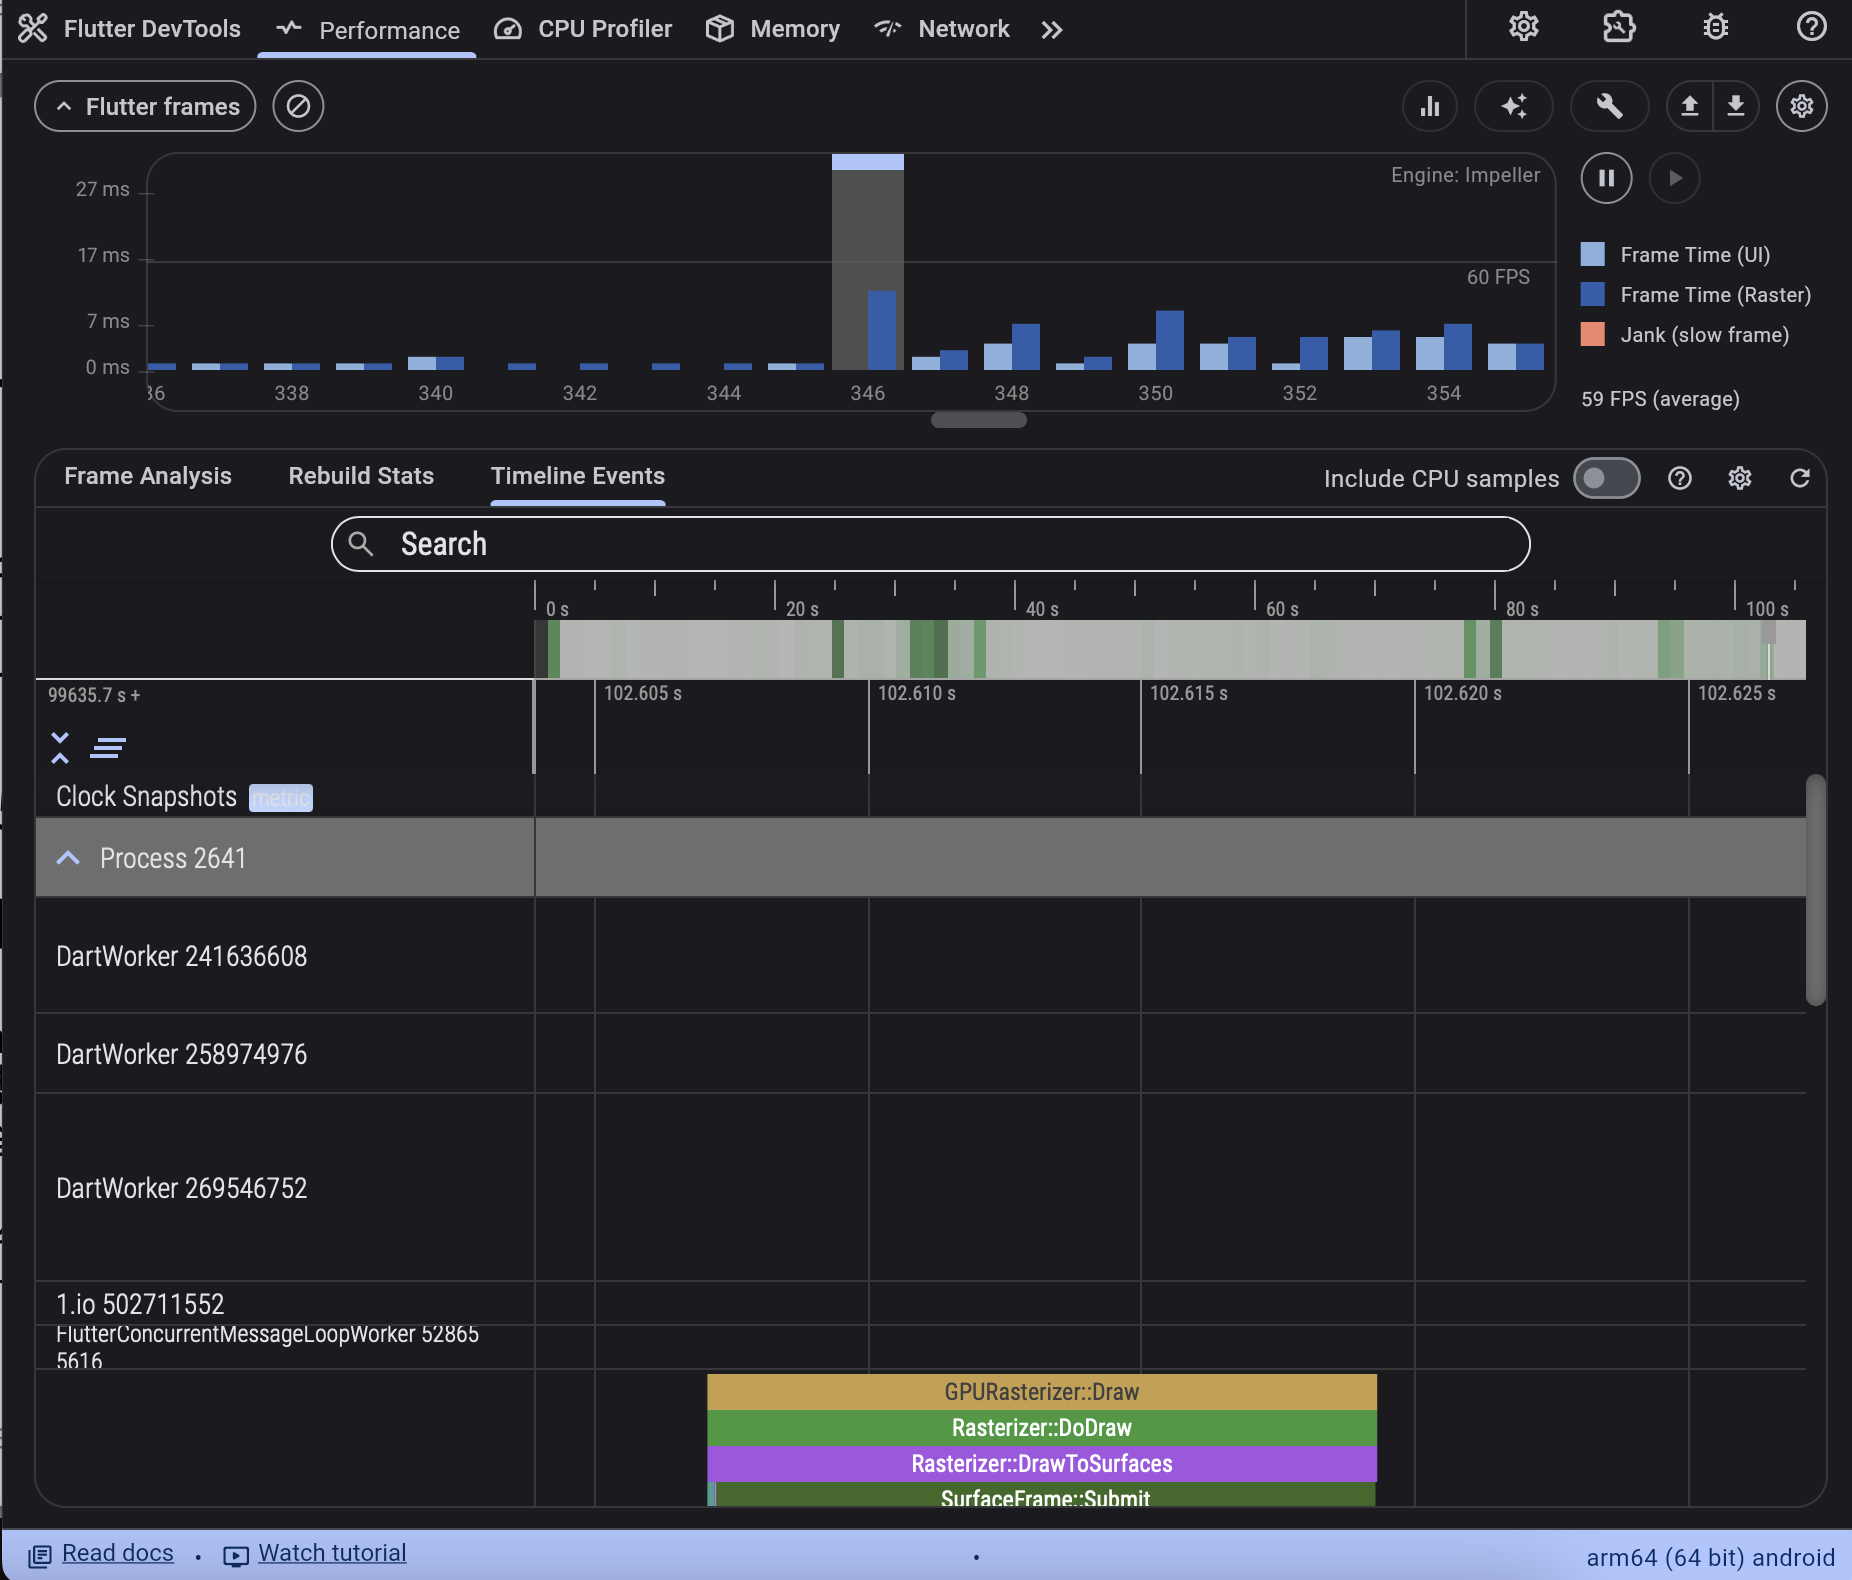 Flutter DevTools Performance CPU Profiler Memory Network
Flutter frames
Engine: Impeller
27 ms
17 ms
7 ms
0 ms
60 FPS
36 338 340 342 344 346 348 350 352 354
Frame Time (UI)
Frame Time (Raster)
Jank (slow frame)
59 FPS (average)
Frame Analysis Rebuild Stats Timeline Events Include CPU samples
Search
0 s 20 s 40 s 60 s 80 s 100 s
99635.7 s + 102.605 s 102.610 s 102.615 s 102.620 s 102.625 s
Clock Snapshots metric
Process 2641
DartWorker 241636608
DartWorker 258974976
DartWorker 269546752
1.io 502711552
FlutterConcurrentMessageLoopWorker 52865
5616
GPURasterizer::Draw
Rasterizer::DoDraw
Rasterizer::DrawToSurfaces
SurfaceFrame::Submit
Read docs • Watch tutorial • arm64 (64 bit) android